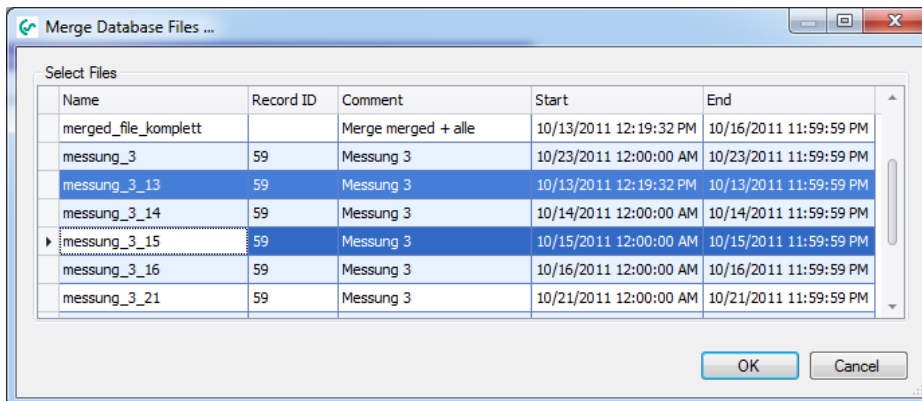 Merge Database Files ...
Select Files
Name Record ID Comment Start End
merged_file_komplett Merge merged + alle 10/13/2011 12:19:32 PM 10/16/2011 11:59:59 PM
messung_3 59 Messung 3 10/23/2011 12:00:00 AM 10/23/2011 11:59:59 PM
messung_3_13 59 Messung 3 10/13/2011 12:19:32 PM 10/13/2011 11:59:59 PM
messung_3_14 59 Messung 3 10/14/2011 12:00:00 AM 10/14/2011 11:59:59 PM
messung_3_15 59 Messung 3 10/15/2011 12:00:00 AM 10/15/2011 11:59:59 PM
messung_3_16 59 Messung 3 10/16/2011 12:00:00 AM 10/16/2011 11:59:59 PM
messung_3_21 59 Messung 3 10/21/2011 12:00:00 AM 10/21/2011 11:59:59 PM
OK Cancel